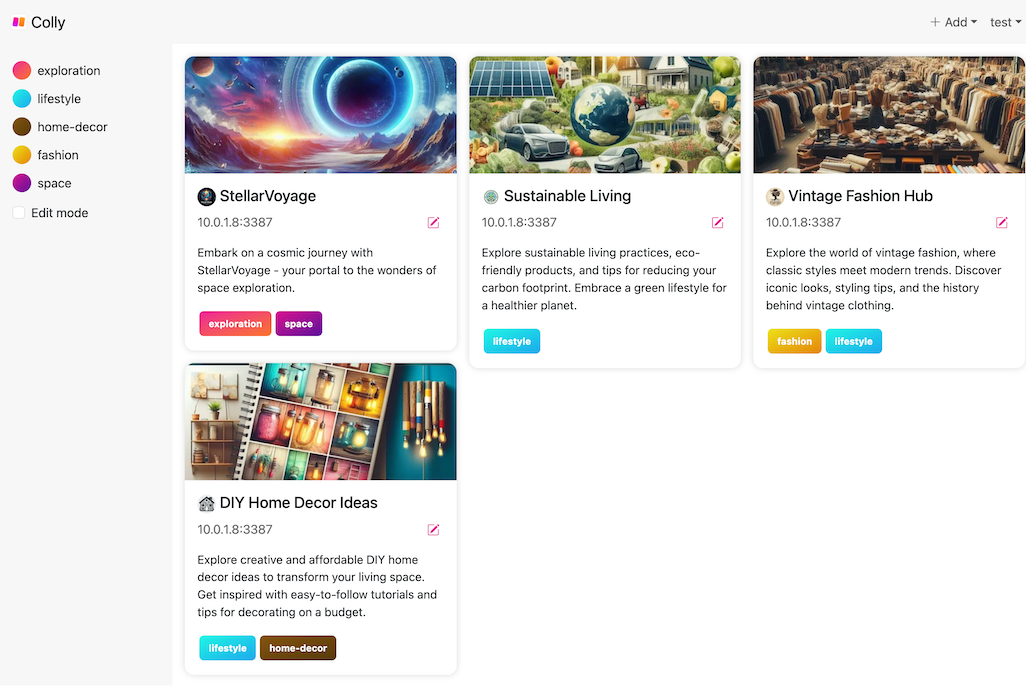 Colly
Add
test
exploration
lifestyle
home-decor
fashion
space
Edit mode
StellarVoyage
10.0.1.8:3387
Embark on a cosmic journey with
StellarVoyage - your portal to the wonders of
space exploration.
exploration
space
Sustainable Living
10.0.1.8:3387
Explore sustainable living practices, eco-
friendly products, and tips for reducing your
carbon footprint. Embrace a green lifestyle for
a healthier planet.
lifestyle
Vintage Fashion Hub
10.0.1.8:3387
Explore the world of vintage fashion, where
classic styles meet modern trends. Discover
iconic looks, styling tips, and the history
behind vintage clothing.
fashion
lifestyle
DIY Home Decor Ideas
10.0.1.8:3387
Explore creative and affordable DIY home
decor ideas to transform your living space.
Get inspired with easy-to-follow tutorials and
tips for decorating on a budget.
lifestyle
home-decor